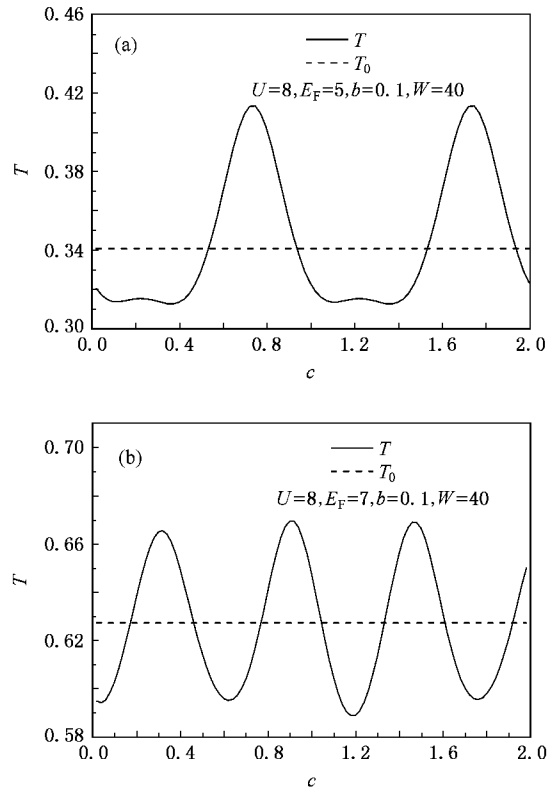 0.46
(a)
T
T₀
U=8,E_F=5,b=0.1,W=40
0.42
T
0.38
0.34
0.30
0.0 0.4 0.8 1.2 1.6 2.0
c
0.70
(b)
T
T₀
U=8,E_F=7,b=0.1,W=40
0.66
T
0.62
0.58
0.0 0.4 0.8 1.2 1.6 2.0
c